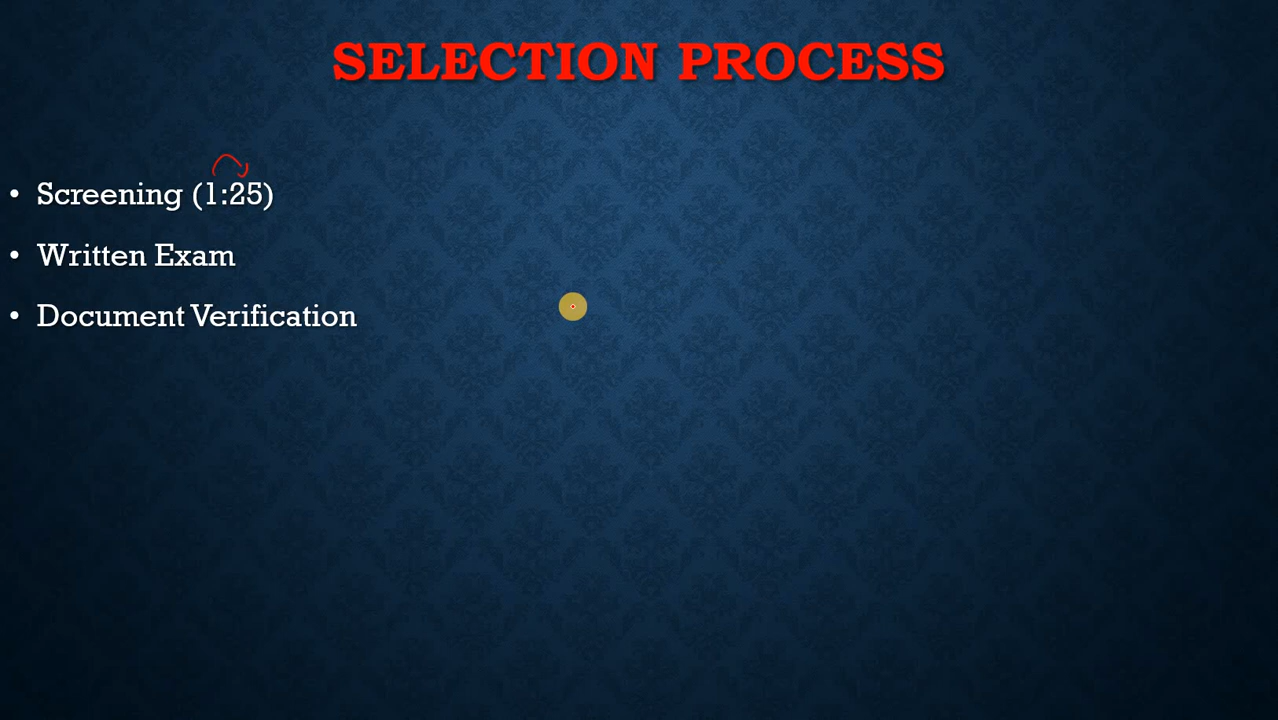 SELECTION PROCESS
• Screening (1:25)
• Written Exam
• Document Verification